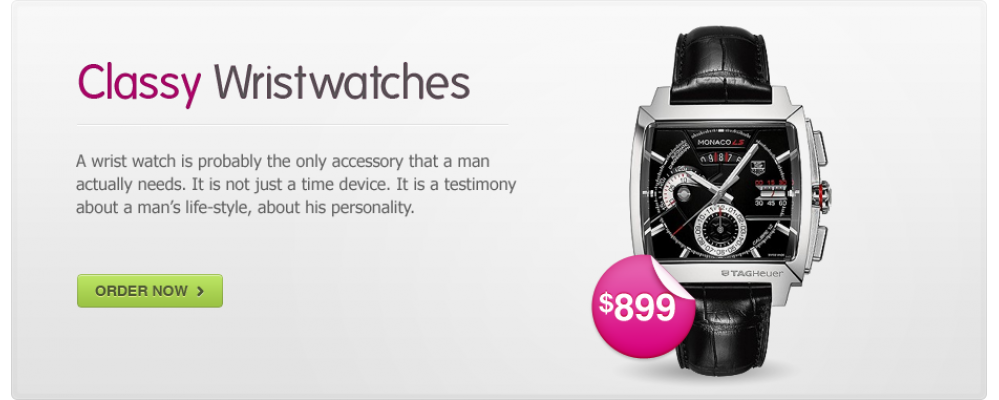 Classy Wristwatches
A wrist watch is probably the only accessory that a man
actually needs. It is not just a time device. It is a testimony
about a man’s life-style, about his personality.
ORDER NOW
MONACO LS
TAGHeuer
$899